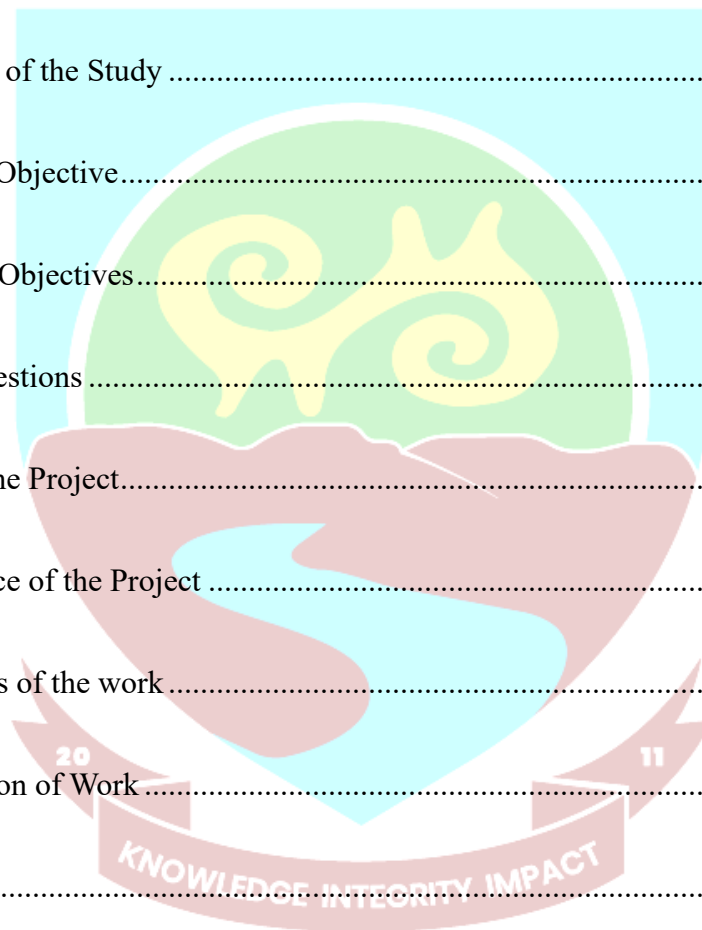 of the Study ........................................................................
Objective..............................................................................
Objectives............................................................................
estions ..................................................................................
ne Project..............................................................................
ce of the Project ..................................................................
s of the work ........................................................................
20 11
on of Work ...........................................................................
KNOWLEDGE INTEGRITY IMPACT
..............................................................................................